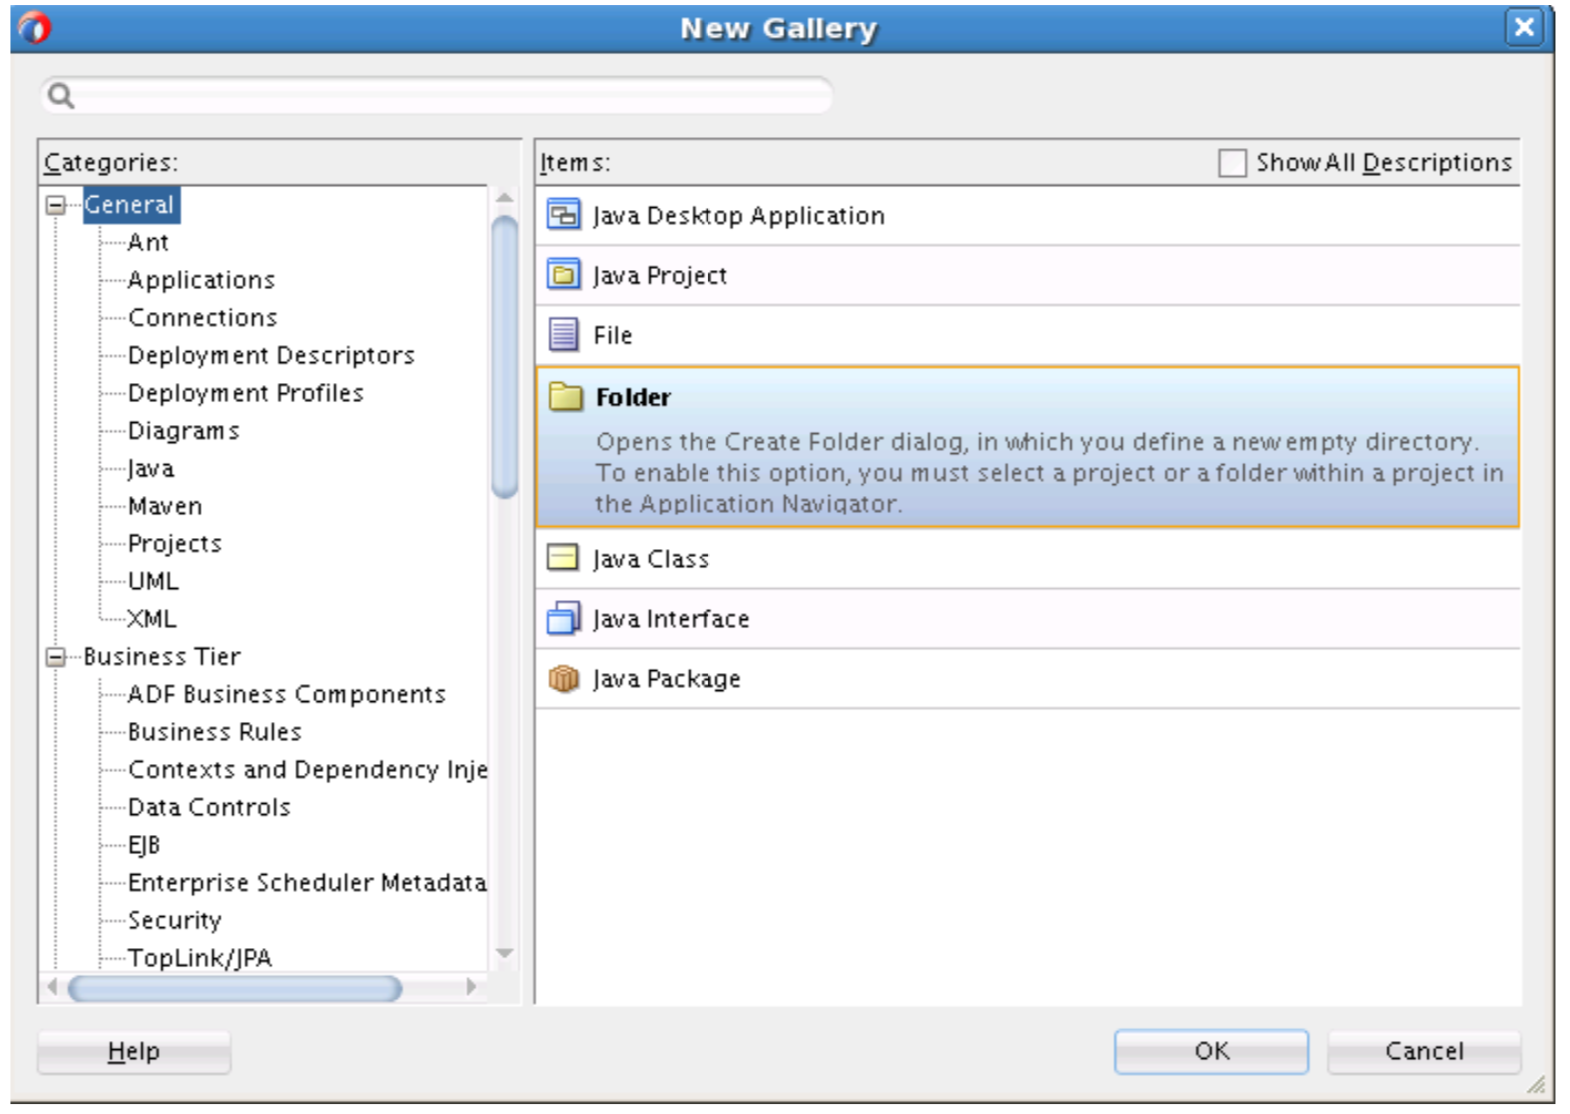 New Gallery
Categories:
General
Ant
Applications
Connections
Deployment Descriptors
Deployment Profiles
Diagrams
Java
Maven
Projects
UML
XML
Business Tier
ADF Business Components
Business Rules
Contexts and Dependency Inje
Data Controls
EJB
Enterprise Scheduler Metadata
Security
TopLink/JPA
Items:
Show All Descriptions
Java Desktop Application
Java Project
File
Folder
Opens the Create Folder dialog, in which you define a new empty directory.
To enable this option, you must select a project or a folder within a project in
the Application Navigator.
Java Class
Java Interface
Java Package
Help
OK
Cancel